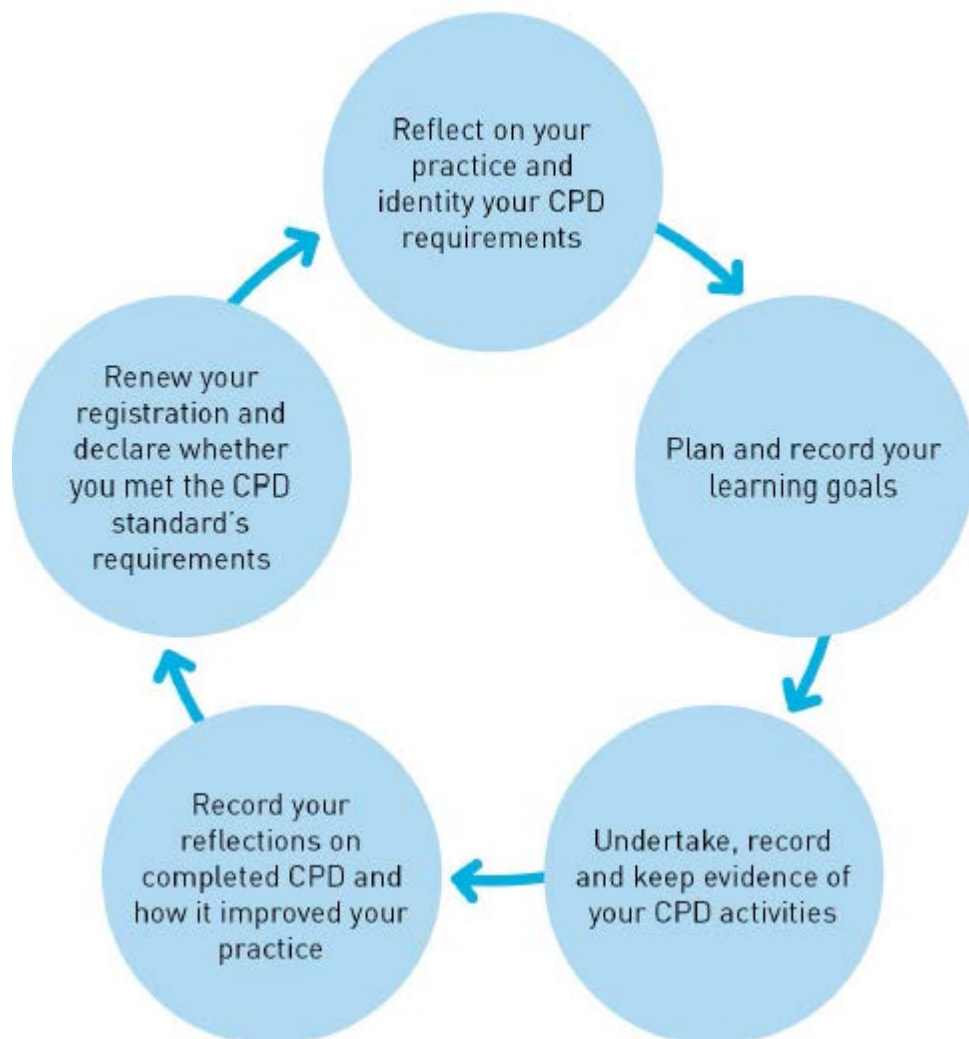 Reflect on your
practice and
identity your CPD
requirements
Plan and record your
learning goals
Undertake, record
and keep evidence of
your CPD activities
Record your
reflections on
completed CPD and
how it improved your
practice
Renew your
registration and
declare whether
you met the CPD
standard’s
requirements